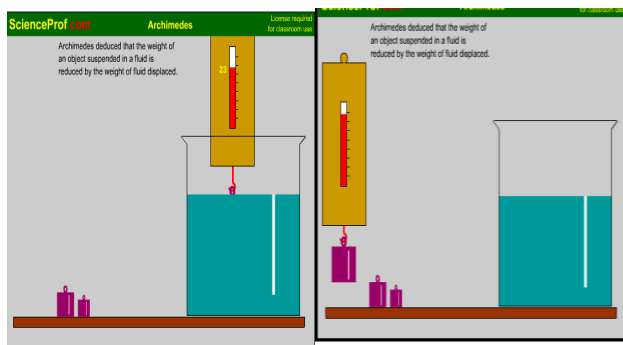 ScienceProf.com
Archimedes
License required
for classroom use
Archimedes deduced that the weight of
an object suspended in a fluid is
reduced by the weight of fluid displaced.
23
for classroom use
Archimedes deduced that the weight of
an object suspended in a fluid is
reduced by the weight of fluid displaced.